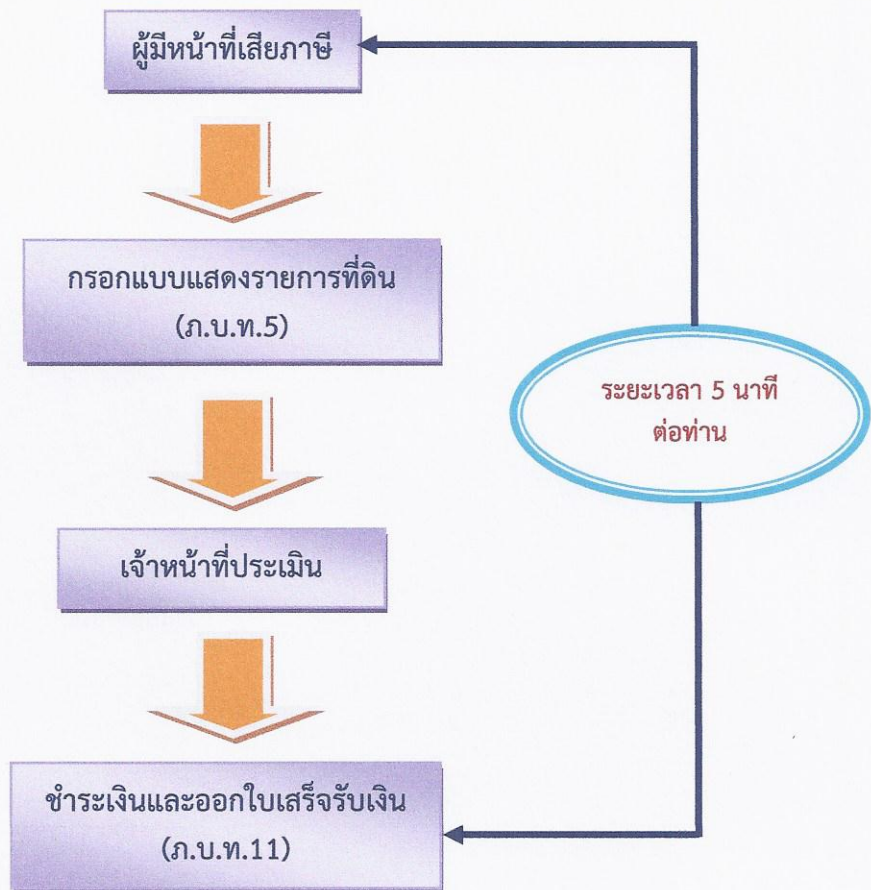 ผู้มีหน้าที่เสียภาษี
กรอกแบบแสดงรายการที่ดิน
(ภ.บ.ท.5)
ระยะเวลา 5 นาที
ต่อท่าน
เจ้าหน้าที่ประเมิน
ชำระเงินและออกใบเสร็จรับเงิน
(ภ.บ.ท.11)